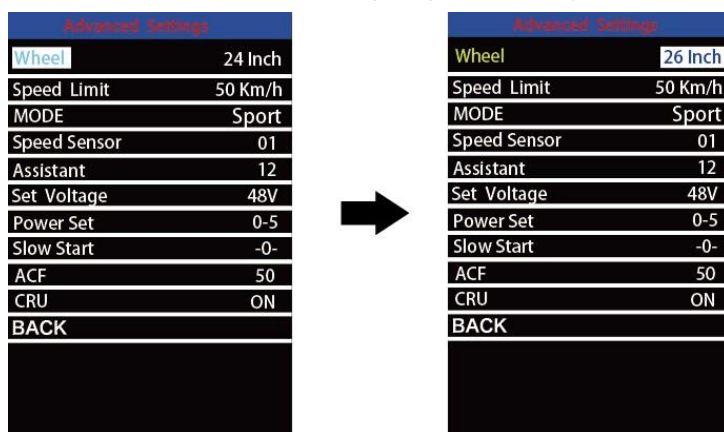 Advanced Settings
Wheel 24 Inch
Speed Limit 50 Km/h
MODE Sport
Speed Sensor 01
Assistant 12
Set Voltage 48V
Power Set 0-5
Slow Start -0-
ACF 50
CRU ON
BACK
Advanced Settings
Wheel 26 Inch
Speed Limit 50 Km/h
MODE Sport
Speed Sensor 01
Assistant 12
Set Voltage 48V
Power Set 0-5
Slow Start -0-
ACF 50
CRU ON
BACK